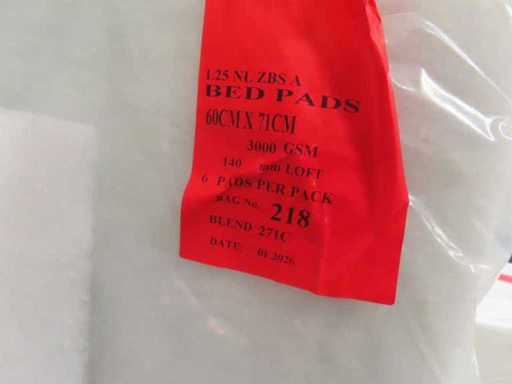 1.25 NL ZBS A
BED PADS
60CM X 71CM
3000 GSM
140 mm LOFT
6 PADS PER PACK
BAG No. 218
BLEND 271C
DATE: 01 2026